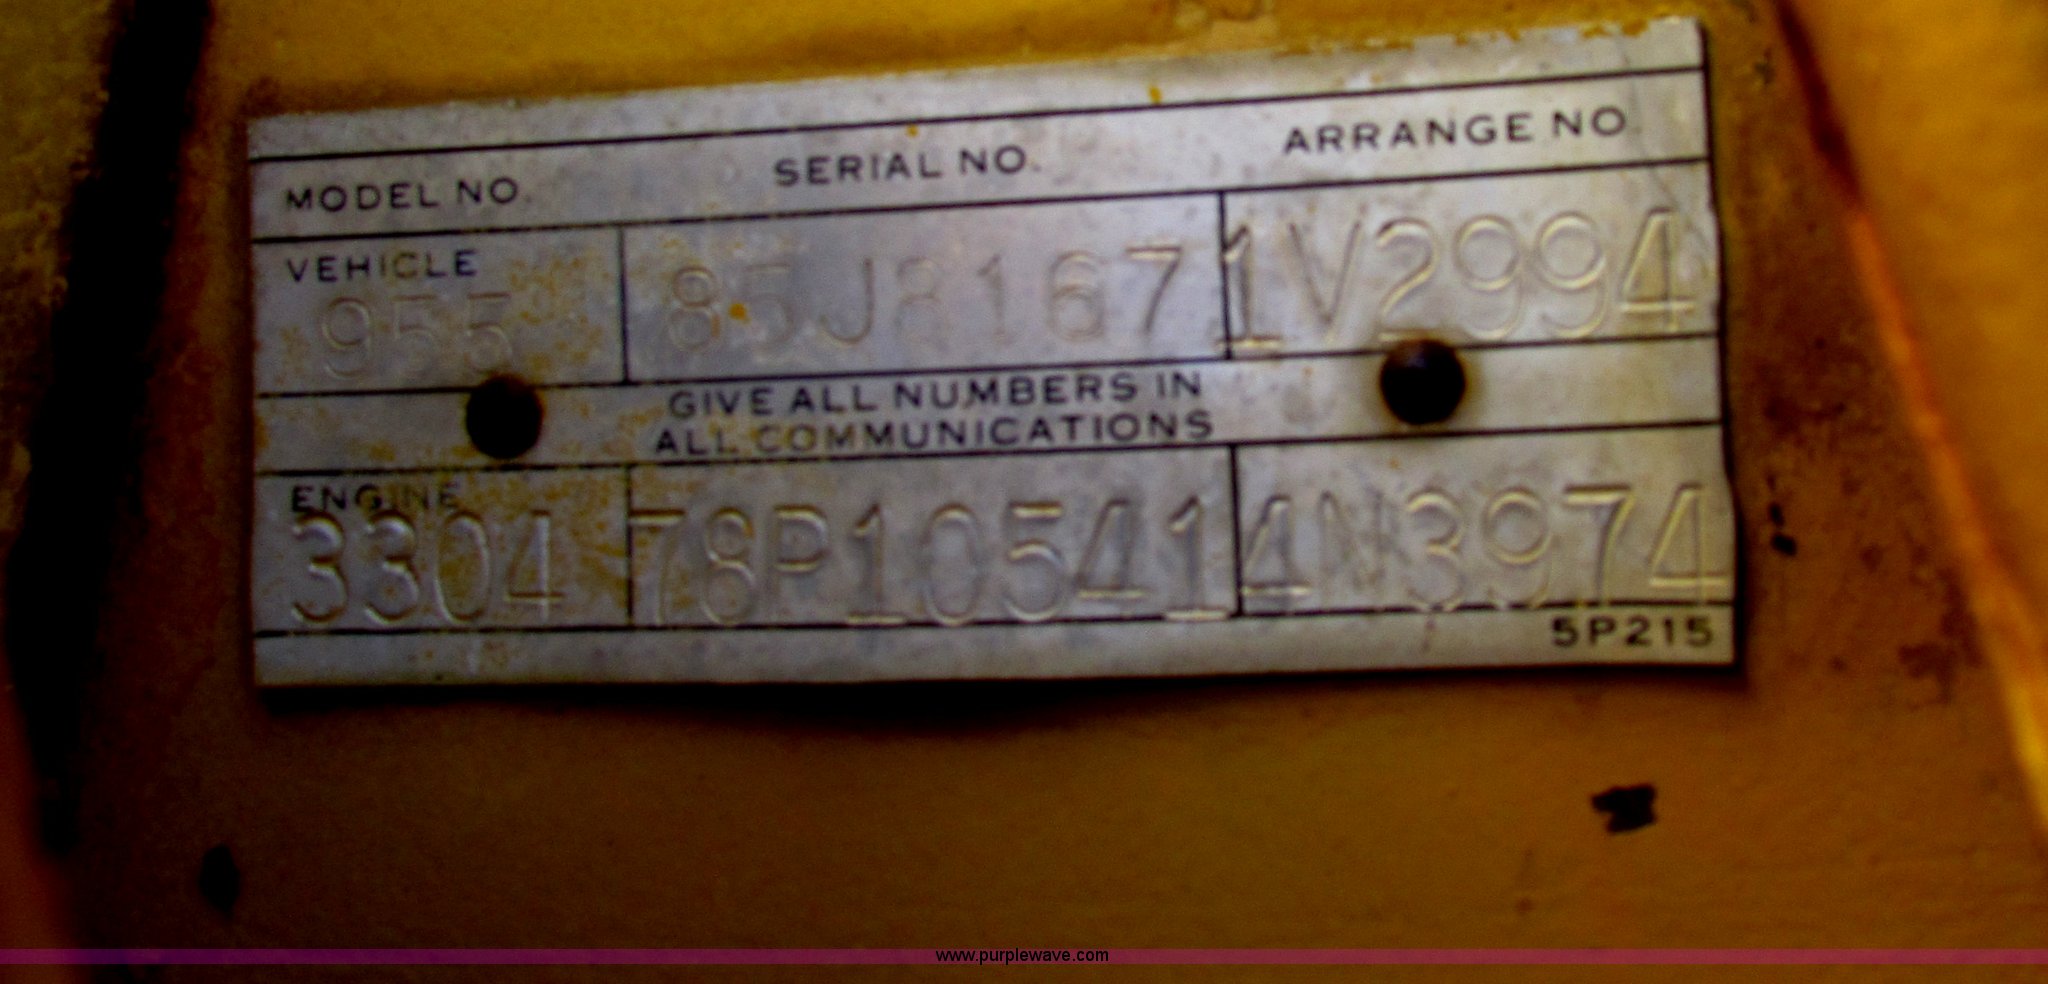 MODEL NO. SERIAL NO. ARRANGE NO
VEHICLE
955 85J8167 1V2994
GIVE ALL NUMBERS IN
ALL COMMUNICATIONS
ENGINE
3304 78P10541 4N3974
5P215
www.purplewave.com